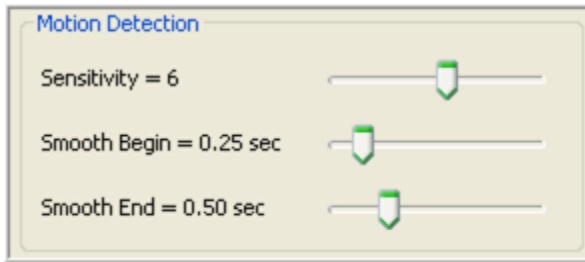 Motion Detection
Sensitivity = 6
Smooth Begin = 0.25 sec
Smooth End = 0.50 sec